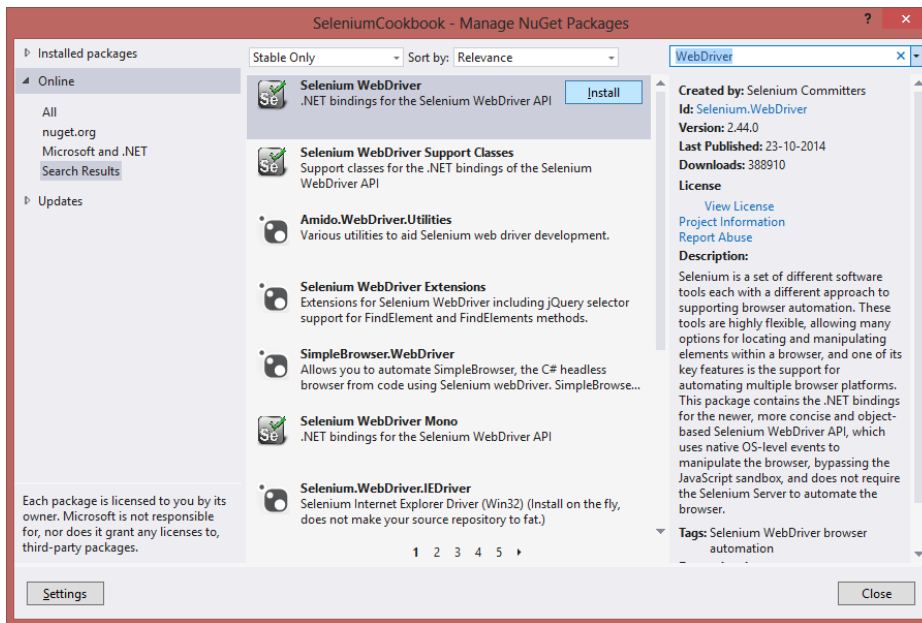 SeleniumCookbook - Manage NuGet Packages
?
×
Installed packages
Online
All
nuget.org
Microsoft and .NET
Search Results
Updates
Each package is licensed to you by its
owner. Microsoft is not responsible
for, nor does it grant any licenses to,
third-party packages.
Stable Only
Sort by: Relevance
Selenium WebDriver
.NET bindings for the Selenium WebDriver API
Install
Selenium WebDriver Support Classes
Support classes for the .NET bindings of the Selenium
WebDriver API
Amido.WebDriver.Utilities
Various utilities to aid Selenium web driver development.
Selenium WebDriver Extensions
Extensions for Selenium WebDriver including jQuery selector
support for FindElement and FindElements methods.
SimpleBrowser.WebDriver
Allows you to automate SimpleBrowser, the C# headless
browser from code using Selenium webDriver. SimpleBrowse...
Selenium WebDriver Mono
.NET bindings for the Selenium WebDriver API
Selenium.WebDriver.IEDriver
Selenium Internet Explorer Driver (Win32) (Install on the fly,
does not make your source repository to fat.)
1 2 3 4 5
WebDriver
Created by: Selenium Committers
Id: Selenium.WebDriver
Version: 2.44.0
Last Published: 23-10-2014
Downloads: 388910
License
View License
Project Information
Report Abuse
Description:
Selenium is a set of different software
tools each with a different approach to
supporting browser automation. These
tools are highly flexible, allowing many
options for locating and manipulating
elements within a browser, and one of its
key features is the support for
automating multiple browser platforms.
This package contains the .NET bindings
for the newer, more concise and object-
based Selenium WebDriver API, which
uses native OS-level events to
manipulate the browser, bypassing the
JavaScript sandbox, and does not require
the Selenium Server to automate the
browser.
Tags: Selenium WebDriver browser
automation
Settings
Close